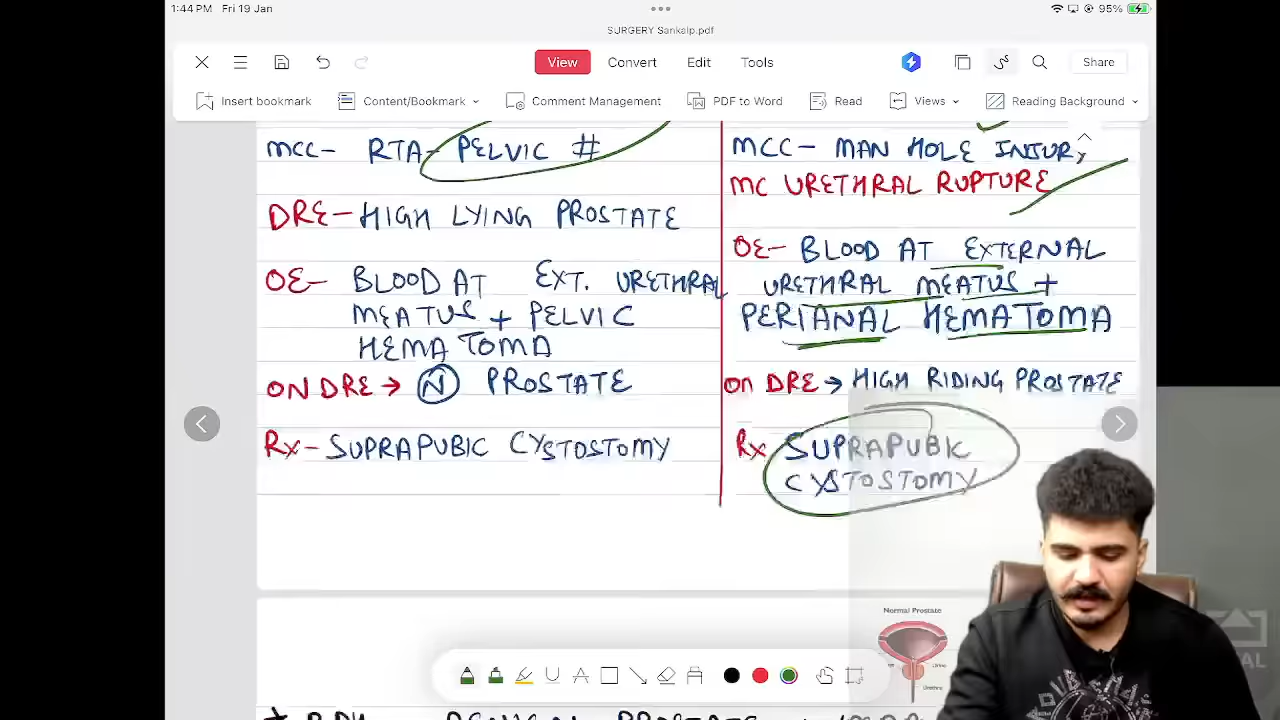 1:44 PM Fri 19 Jan
95%
SURGERY Sankalp.pdf
View Convert Edit Tools
Share
Insert bookmark Content/Bookmark Comment Management PDF to Word Read Views Reading Background
MCC- RTA- PELVIC #
DRE- HIGH LYING PROSTATE
OE- BLOOD AT EXT. URETHRAL
MEATUS + PELVIC
HEMATOMA
ON DRE → N PROSTATE
Rx- SUPRAPUBIC CYSTOSTOMY
MCC- MAN HOLE INJURY
MC URETHRAL RUPTURE
OE- BLOOD AT EXTERNAL
URETHRAL MEATUS +
PERIANAL HEMATOMA
ON DRE → HIGH RIDING PROSTATE
Rx SUPRAPUBIC
CYSTOSTOMY
Normal Prostate
Urethra